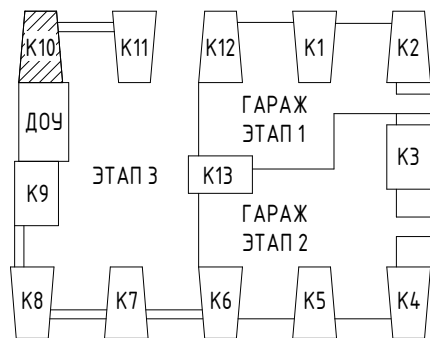 К10
К11
К12
К1
К2
ДОУ
ГАРАЖ
ЭТАП 1
К3
ЭТАП 3
К13
К9
ГАРАЖ
ЭТАП 2
К8
К7
К6
К5
К4